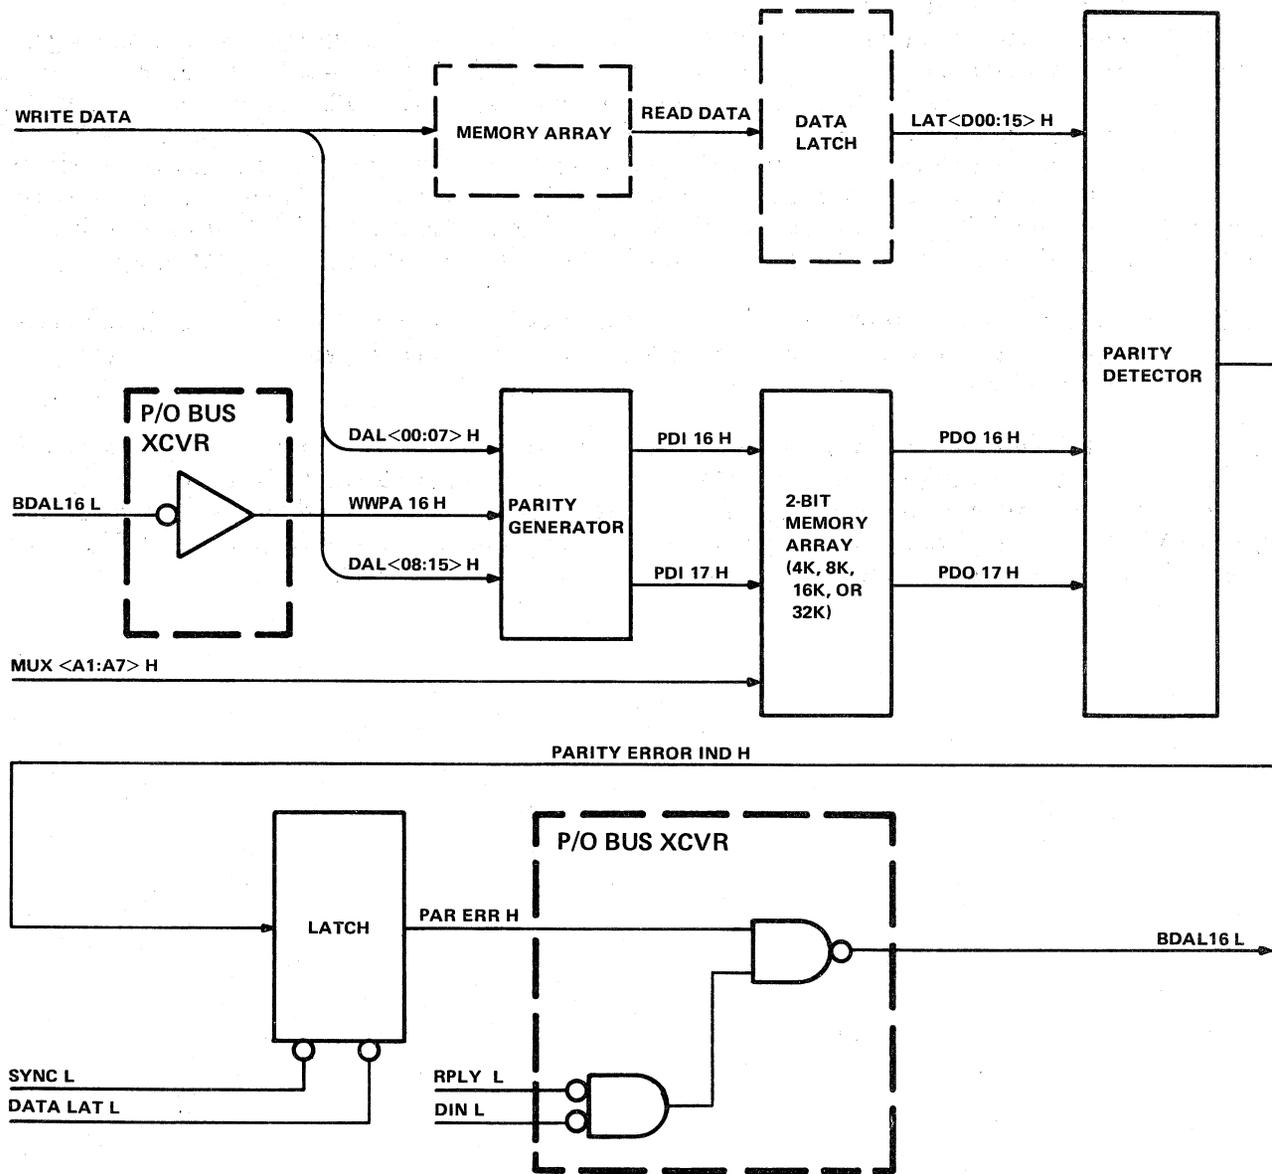 WRITE DATA
MEMORY ARRAY
READ DATA
DATA
LATCH
LAT<D00:15> H
PARITY
DETECTOR
P/O BUS
XCVR
BDAL16 L
DAL<00:07> H
WWPA 16 H
DAL<08:15> H
PARITY
GENERATOR
PDI 16 H
PDI 17 H
2-BIT
MEMORY
ARRAY
(4K, 8K,
16K, OR
32K)
PDO 16 H
PDO 17 H
MUX <A1:A7> H
PARITY ERROR IND H
LATCH
PAR ERR H
P/O BUS XCVR
BDAL16 L
SYNC L
DATA LAT L
RPLY L
DIN L